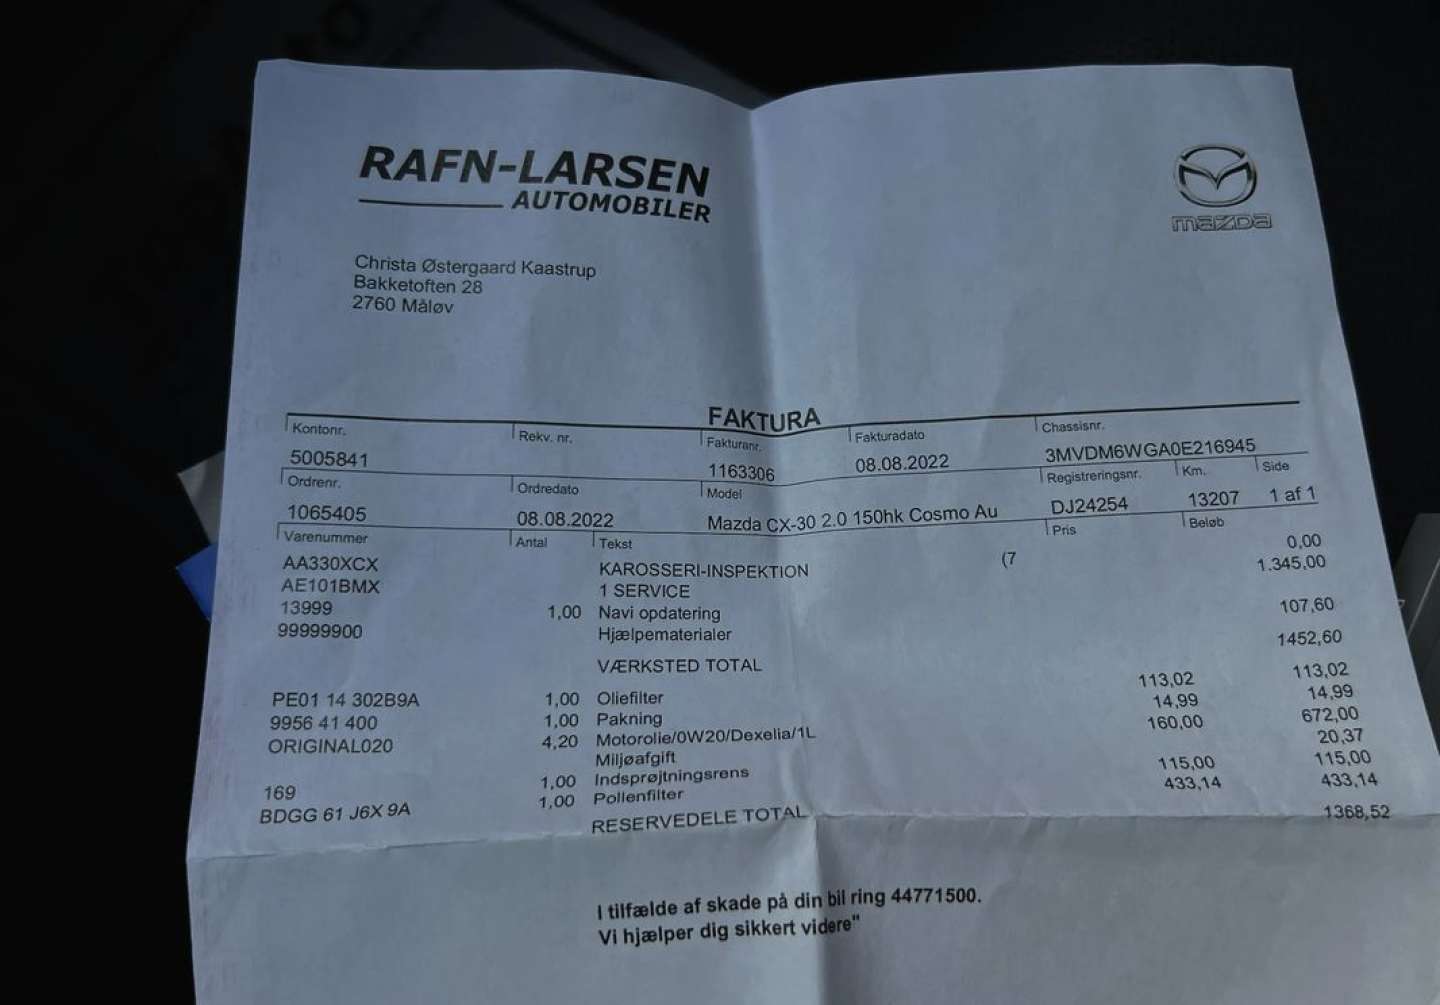 RAFN-LARSEN
AUTOMOBILER
mazda
Christa Østergaard Kaastrup
Bakketoften 28
2760 Måløv
FAKTURA
Kontonr. Rekv. nr. Fakturanr. Fakturadato Chassisnr.
5005841 1163306 08.08.2022 3MVDM6WGA0E216945
Ordrenr. Ordredato Model Registreringsnr. Km. Side
1065405 08.08.2022 Mazda CX-30 2.0 150hk Cosmo Au DJ24254 13207 1 af 1
Varenummer Antal Tekst Pris Beløb
AA330XCX KAROSSERI-INSPEKTION (7 0,00
AE101BMX 1 SERVICE 1.345,00
13999 1,00 Navi opdatering
99999900 Hjælpematerialer 107,60
VÆRKSTED TOTAL 1452,60
PE01 14 302B9A 1,00 Oliefilter 113,02 113,02
9956 41 400 1,00 Pakning 14,99 14,99
ORIGINAL020 4,20 Motorolie/0W20/Dexelia/1L 160,00 672,00
Miljøafgift 20,37
169 1,00 Indsprøjtningsrens 115,00 115,00
BDGG 61 J6X 9A 1,00 Pollenfilter 433,14 433,14
RESERVEDELE TOTAL 1368,52
I tilfælde af skade på din bil ring 44771500.
Vi hjælper dig sikkert videre"